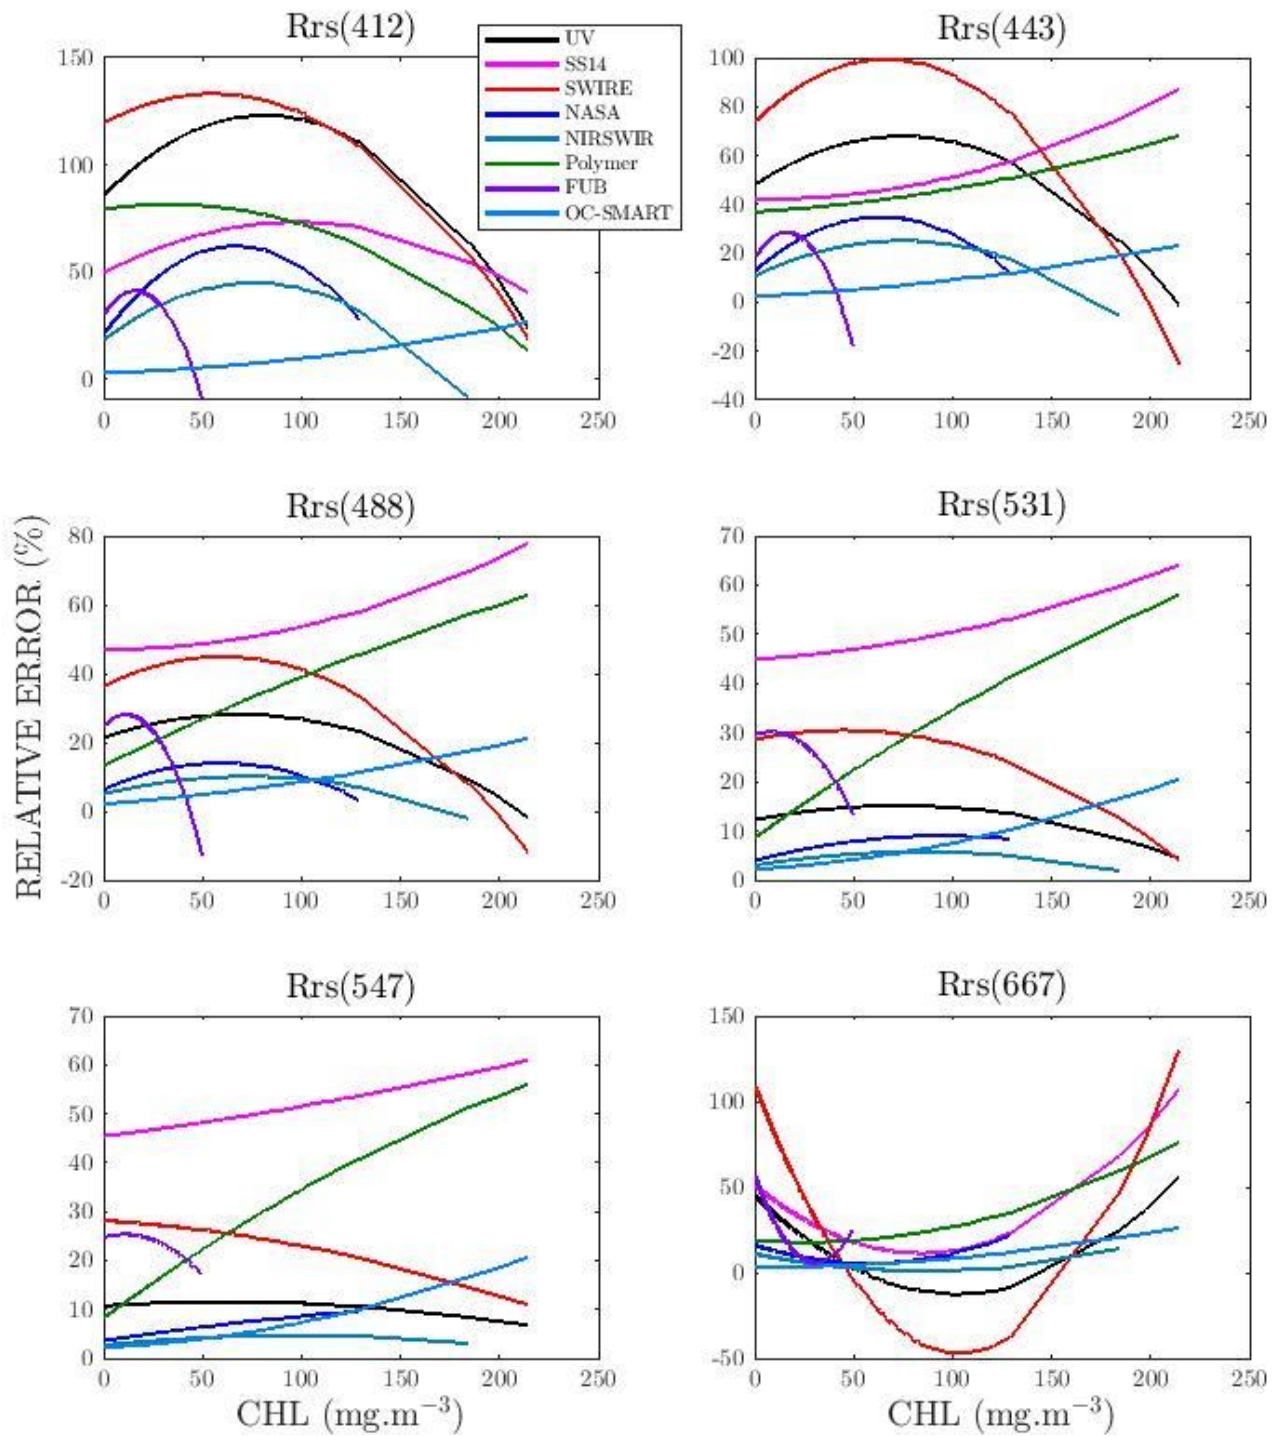 Rrs(412)
150
100
50
0
0 50 100 150 200 250
UV
SS14
SWIRE
NASA
NIRSWIR
Polymer
FUB
OC-SMART
Rrs(443)
100
80
60
40
20
0
-20
-40
0 50 100 150 200 250
RELATIVE ERROR (%)
Rrs(488)
80
60
40
20
0
-20
0 50 100 150 200 250
Rrs(531)
70
60
50
40
30
20
10
0
0 50 100 150 200 250
Rrs(547)
70
60
50
40
30
20
10
0
0 50 100 150 200 250
CHL (mg.m⁻³)
Rrs(667)
150
100
50
0
-50
0 50 100 150 200 250
CHL (mg.m⁻³)